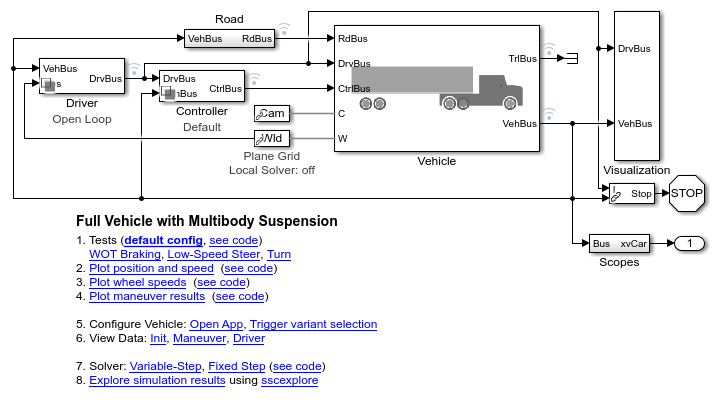 Road
VehBus RdBus
VehBus
DrvBus
Driver
Open Loop
DrvBus
CtrlBus
Controller
Default
RdBus
DrvBus
CtrlBus
C
W
TrlBus
VehBus
Vehicle
Cam
Wld
Plane Grid
Local Solver: off
DrvBus
VehBus
Visualization
Stop
STOP
Bus xvCar
Scopes
1
Full Vehicle with Multibody Suspension
1. Tests (default config, see code)
WOT Braking, Low-Speed Steer, Turn
2. Plot position and speed (see code)
3. Plot wheel speeds (see code)
4. Plot maneuver results (see code)
5. Configure Vehicle: Open App, Trigger variant selection
6. View Data: Init, Maneuver, Driver
7. Solver: Variable-Step, Fixed Step (see code)
8. Explore simulation results using sscexplore